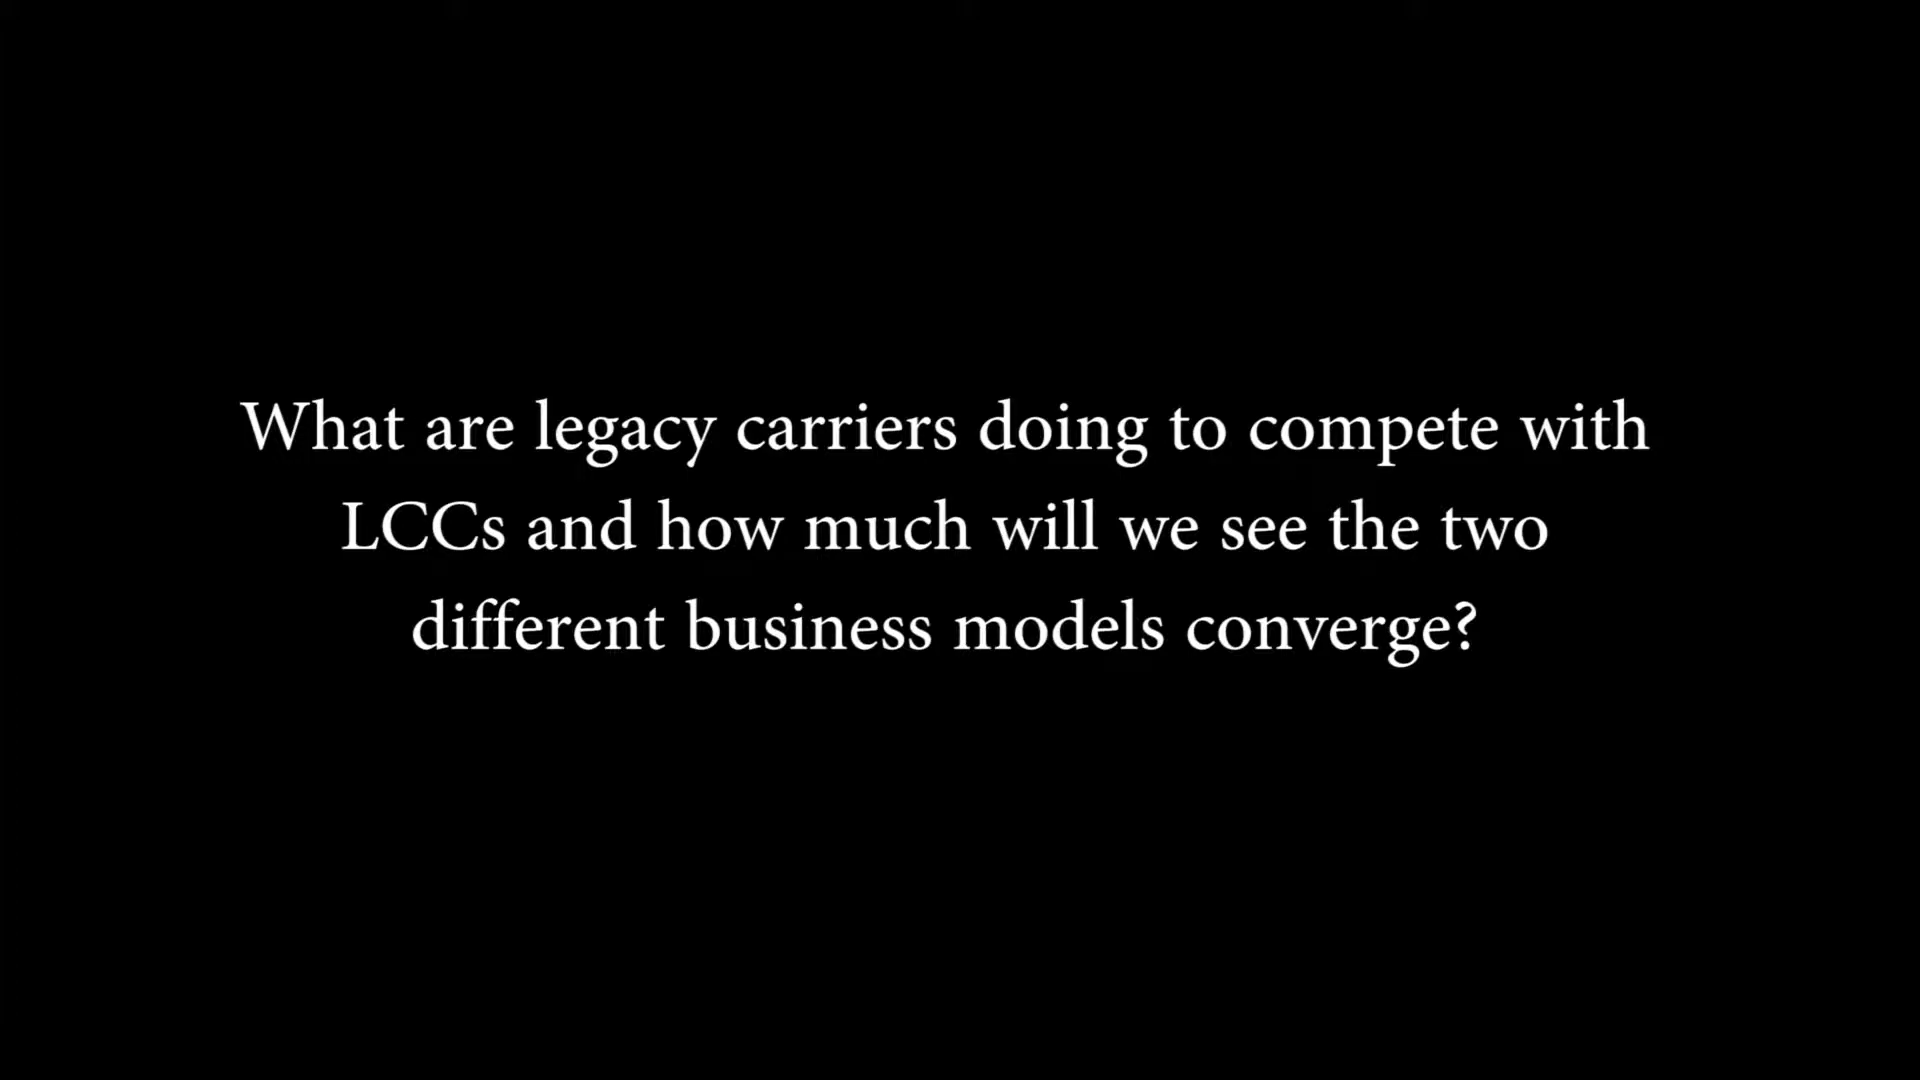 What are legacy carriers doing to compete with
LCCs and how much will we see the two
different business models converge?